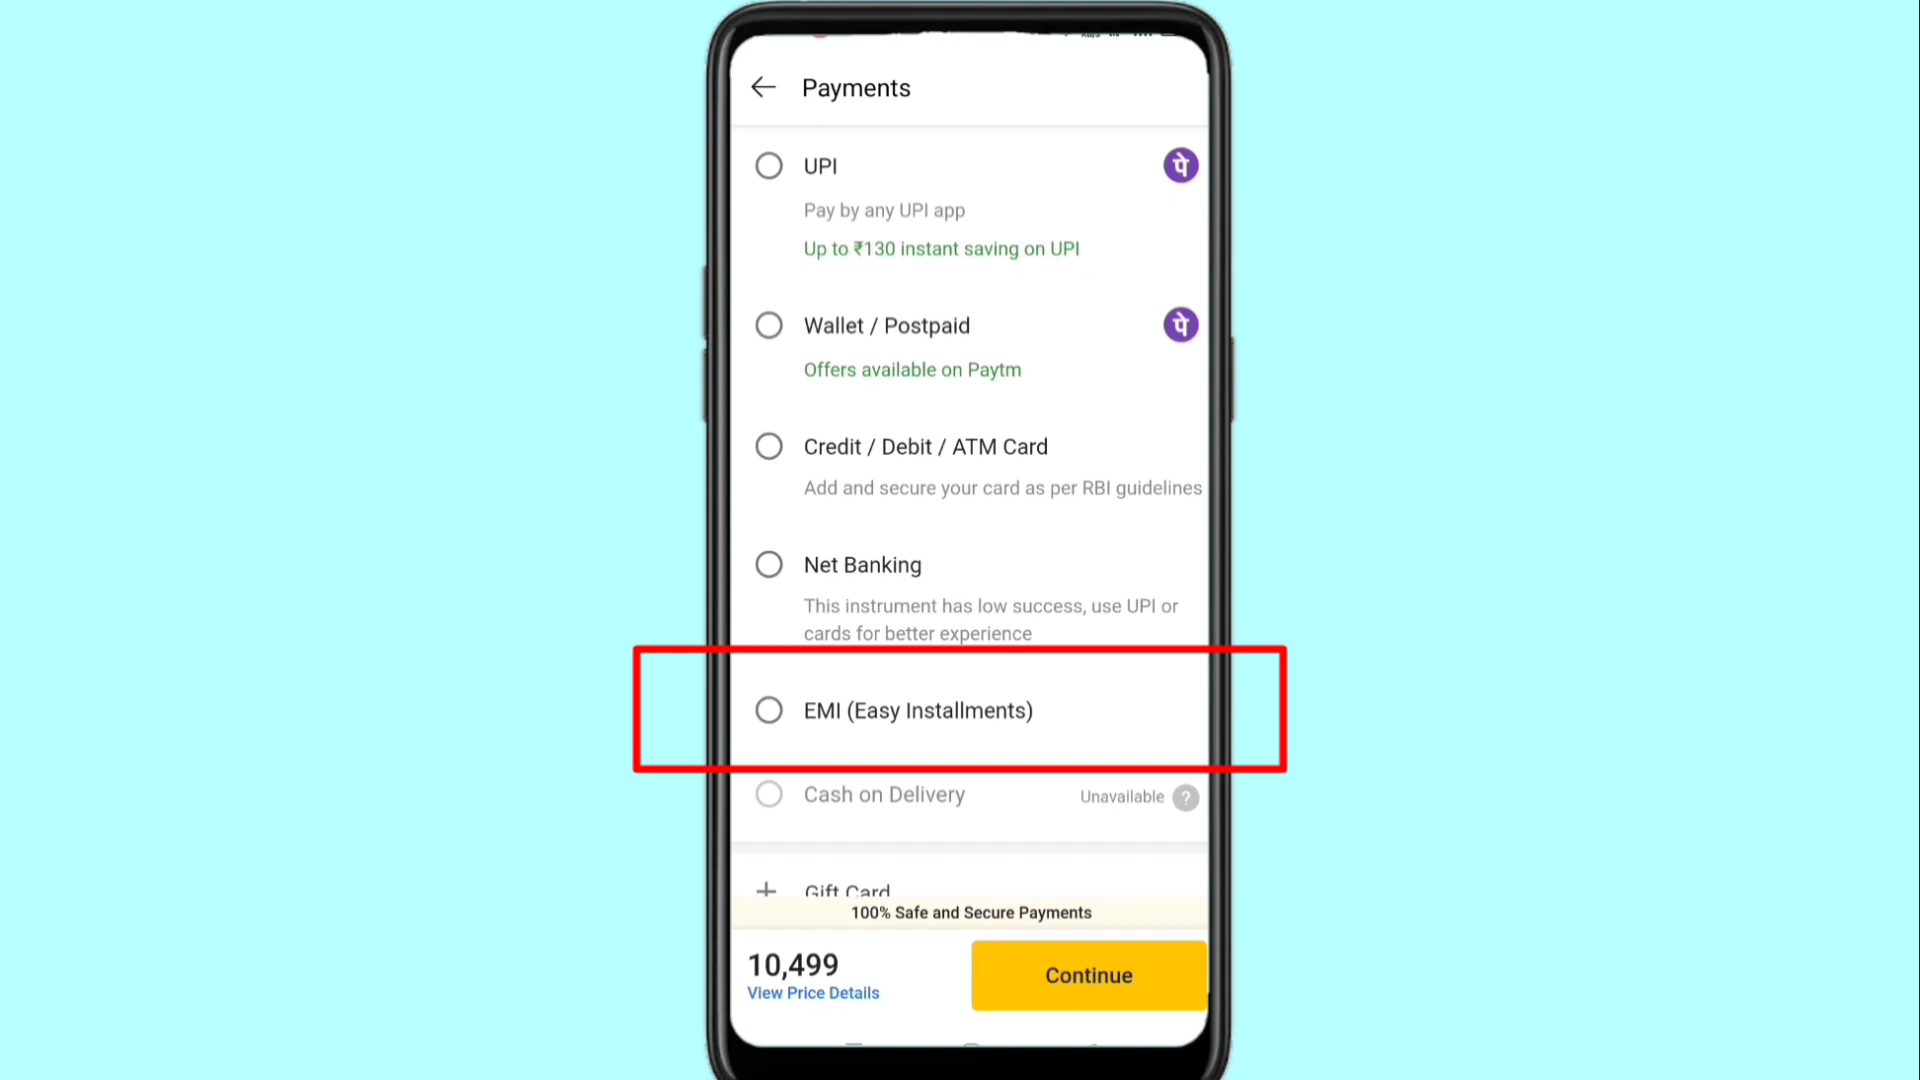 Payments
UPI
पे
Pay by any UPI app
Up to ₹130 instant saving on UPI
Wallet / Postpaid
पे
Offers available on Paytm
Credit / Debit / ATM Card
Add and secure your card as per RBI guidelines
Net Banking
This instrument has low success, use UPI or
cards for better experience
EMI (Easy Installments)
Cash on Delivery
Unavailable ?
Gift Card
100% Safe and Secure Payments
10,499
View Price Details
Continue